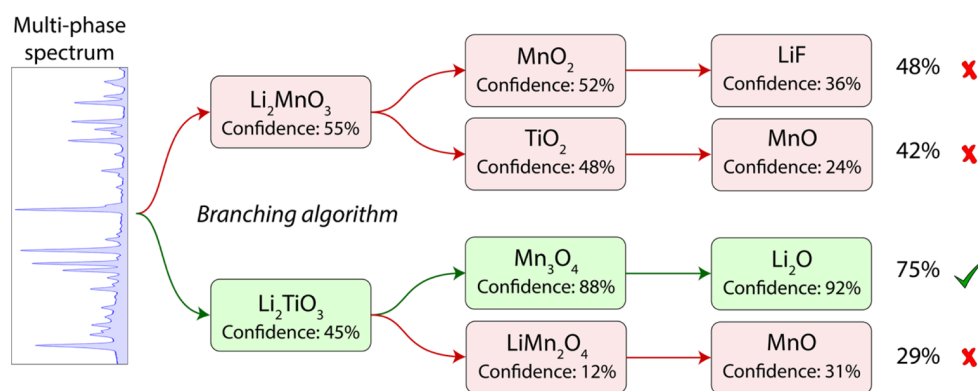 Multi-phase
spectrum
Li₂MnO₃
Confidence: 55%
MnO₂
Confidence: 52%
LiF
Confidence: 36%
48%
TiO₂
Confidence: 48%
MnO
Confidence: 24%
42%
Branching algorithm
Li₂TiO₃
Confidence: 45%
Mn₃O₄
Confidence: 88%
Li₂O
Confidence: 92%
75%
LiMn₂O₄
Confidence: 12%
MnO
Confidence: 31%
29%